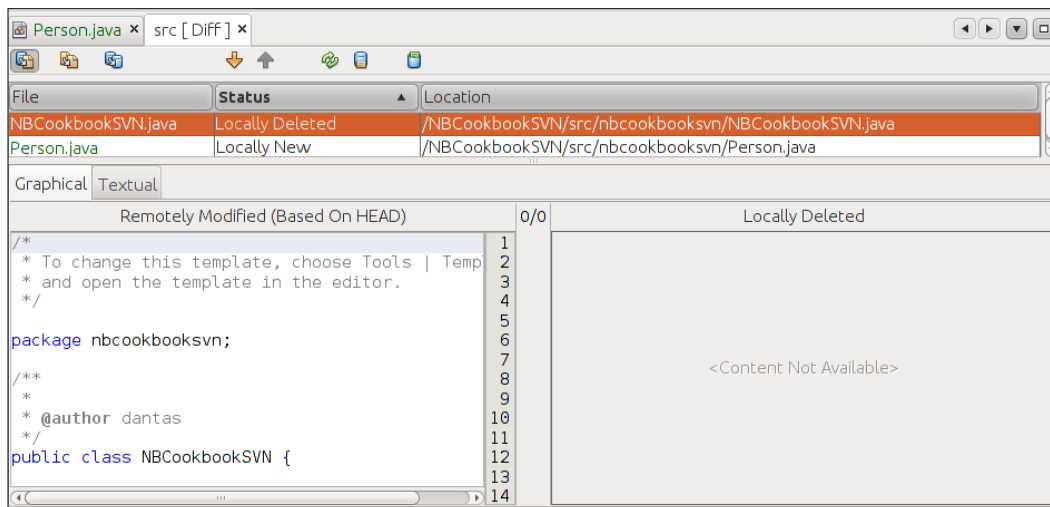 Person.java × src [ Diff ] ×
File Status Location
NBCookbookSVN.java Locally Deleted /NBCookbookSVN/src/nbcookbooksvn/NBCookbookSVN.java
Person.java Locally New /NBCookbookSVN/src/nbcookbooksvn/Person.java
Graphical Textual
Remotely Modified (Based On HEAD) 0/0 Locally Deleted
/* 1
* To change this template, choose Tools | Temp 2
* and open the template in the editor. 3
*/ 4
5
package nbcookbooksvn; 6
7
/** 8
* 9
* @author dantas 10
*/ 11
public class NBCookbookSVN { 12
13
14
<Content Not Available>